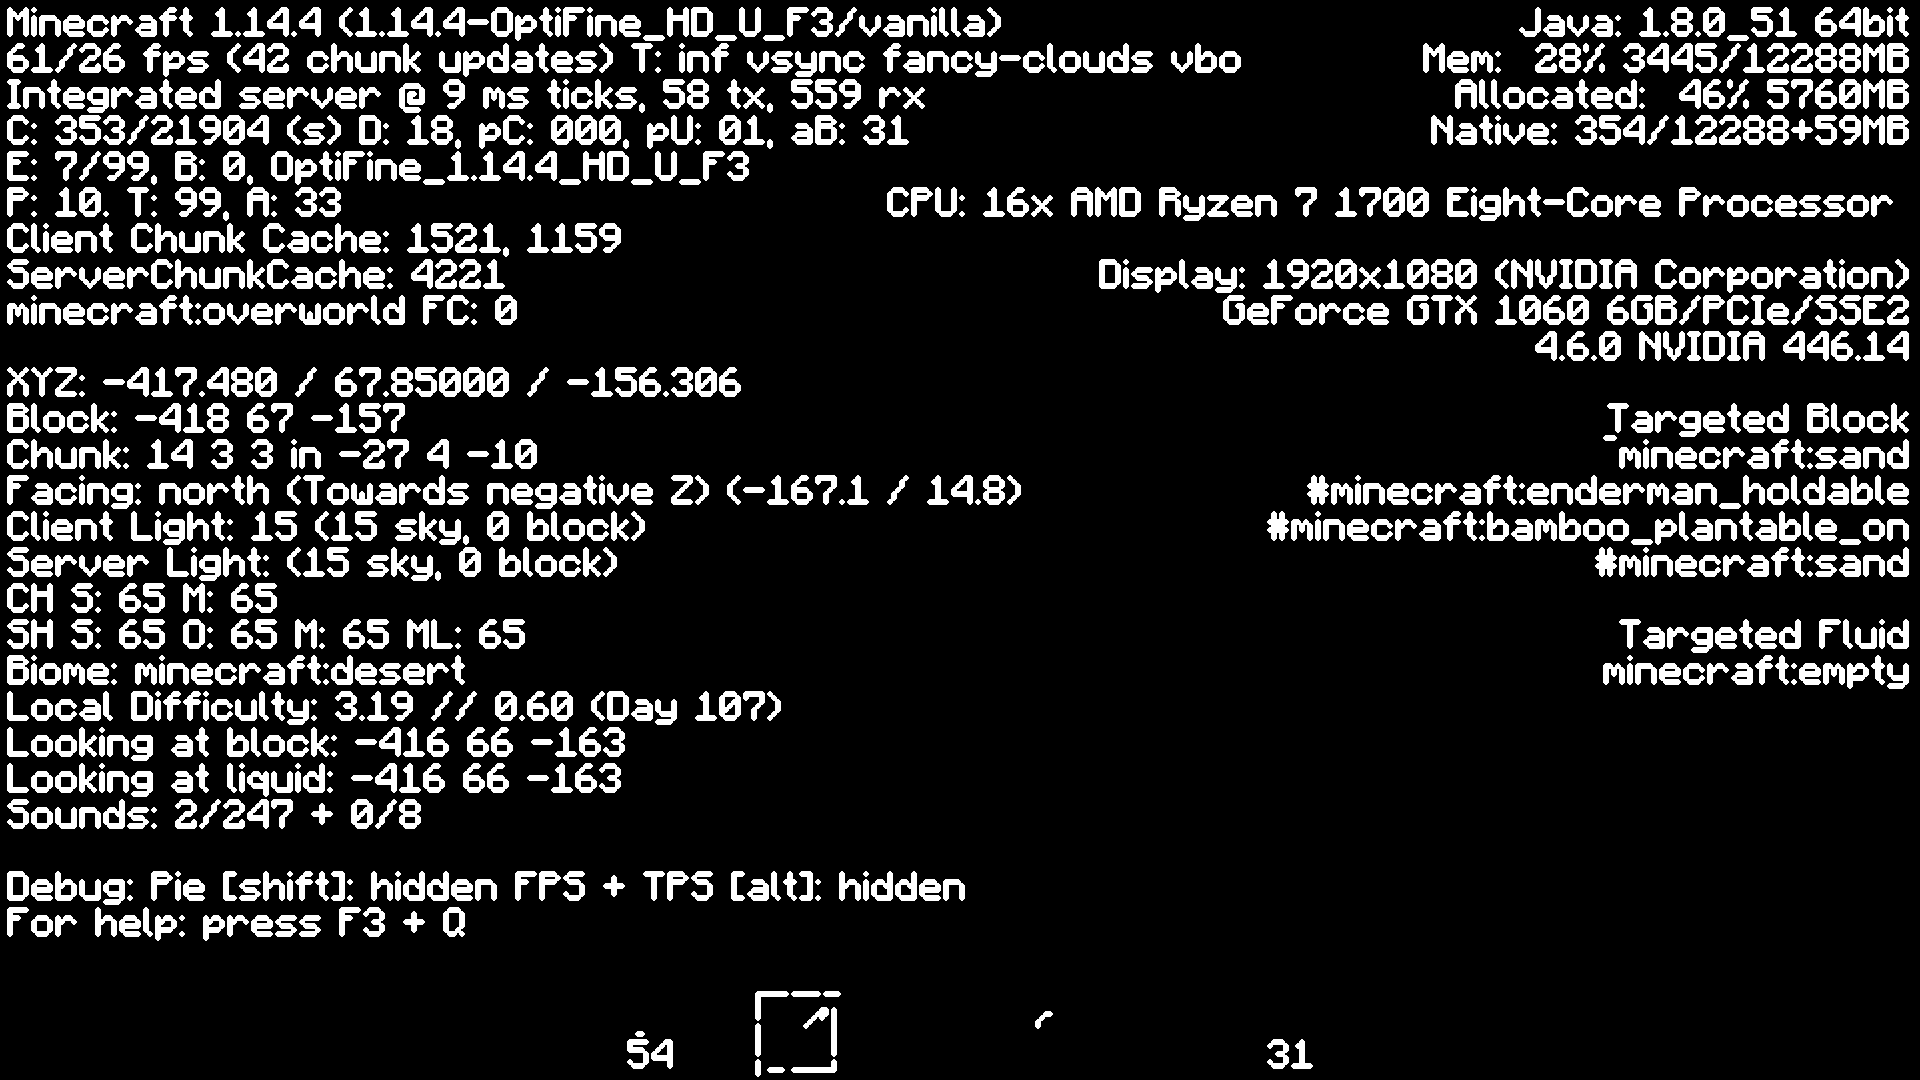 Minecraft 1.14.4 (1.14.4-OptiFine_HD_U_F3/vanilla)
61/26 fps (42 chunk updates) T: inf vsync fancy-clouds vbo
Integrated server @ 9 ms ticks, 58 tx, 559 rx
C: 353/21904 (s) D: 18, pC: 000, pU: 01, aB: 31
E: 7/99, B: 0, OptiFine_1.14.4_HD_U_F3
P: 10. T: 99, A: 33
Client Chunk Cache: 1521, 1159
ServerChunkCache: 4221
minecraft:overworld FC: 0
XYZ: -417.480 / 67.85000 / -156.306
Block: -418 67 -157
Chunk: 14 3 3 in -27 4 -10
Facing: north (Towards negative Z) (-167.1 / 14.8)
Client Light: 15 (15 sky, 0 block)
Server Light: (15 sky, 0 block)
CH S: 65 M: 65
SH S: 65 O: 65 M: 65 ML: 65
Biome: minecraft:desert
Local Difficulty: 3.19 // 0.60 (Day 107)
Looking at block: -416 66 -163
Looking at liquid: -416 66 -163
Sounds: 2/247 + 0/8
Debug: Pie [shift]: hidden FPS + TPS [alt]: hidden
For help: press F3 + Q
Java: 1.8.0_51 64bit
Mem: 28% 3445/12288MB
Allocated: 46% 5760MB
Native: 354/12288+59MB
CPU: 16x AMD Ryzen 7 1700 Eight-Core Processor
Display: 1920x1080 (NVIDIA Corporation)
GeForce GTX 1060 6GB/PCIe/SSE2
4.6.0 NVIDIA 446.14
Targeted Block
minecraft:sand
#minecraft:enderman_holdable
#minecraft:bamboo_plantable_on
#minecraft:sand
Targeted Fluid
minecraft:empty
54
31